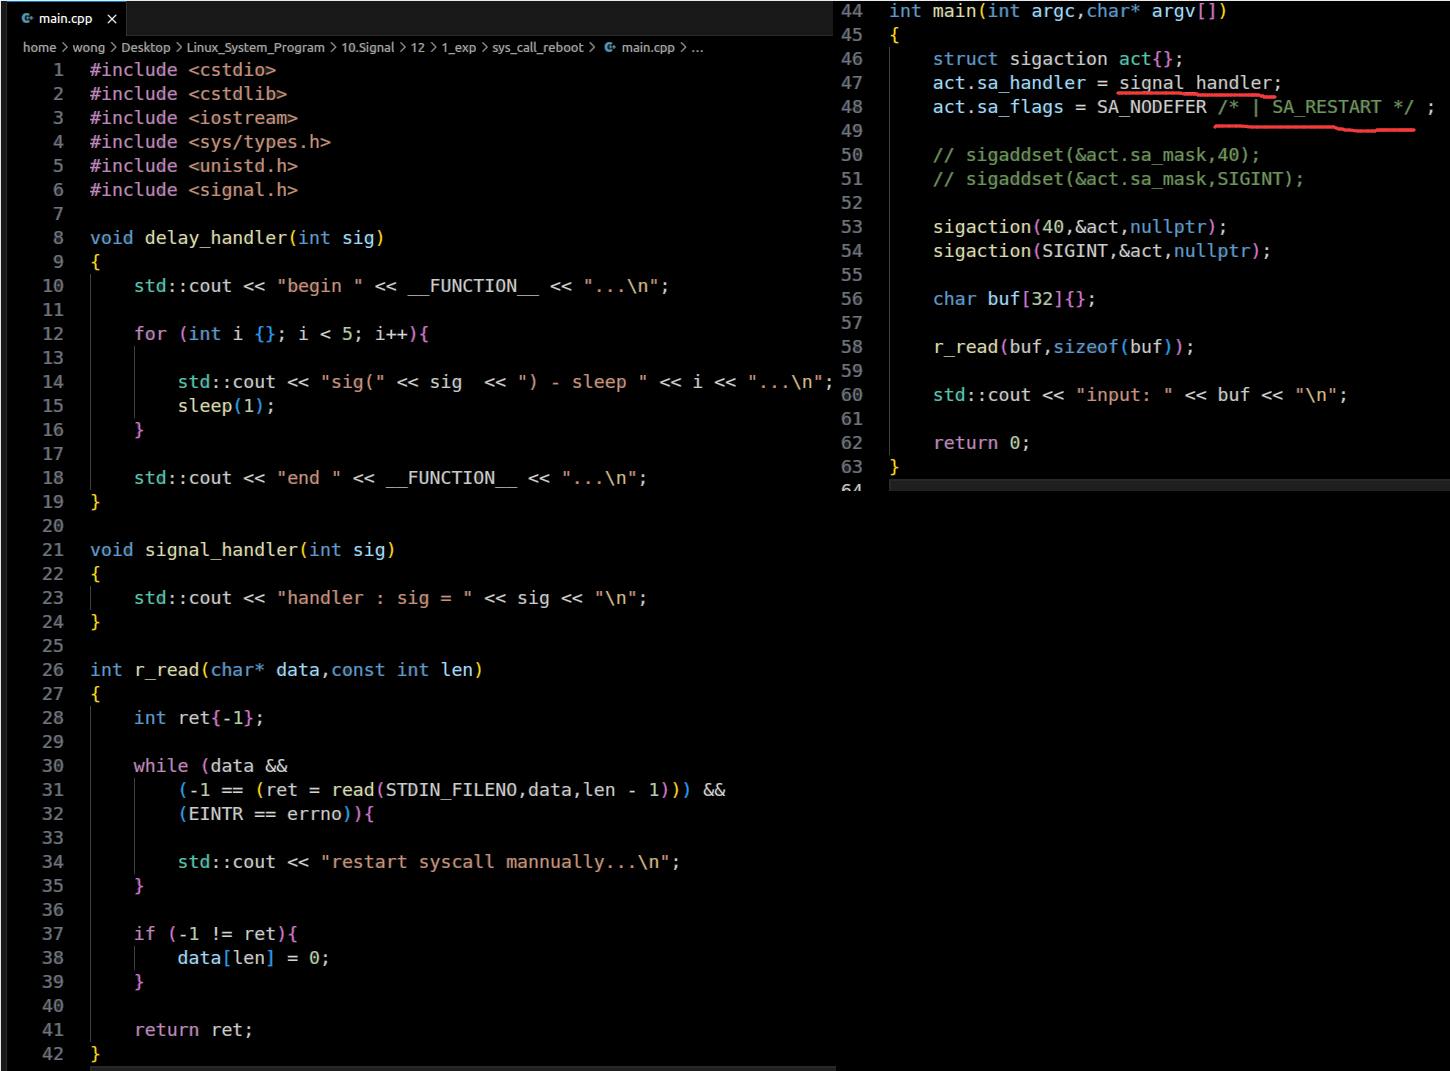 main.cpp ×
home > wong > Desktop > Linux_System_Program > 10.Signal > 12 > 1_exp > sys_call_reboot > main.cpp > ...
1 #include <cstdio>
2 #include <cstdlib>
3 #include <iostream>
4 #include <sys/types.h>
5 #include <unistd.h>
6 #include <signal.h>
7
8 void delay_handler(int sig)
9 {
10 std::cout << "begin " << __FUNCTION__ << "...\n";
11
12 for (int i {}; i < 5; i++){
13
14 std::cout << "sig(" << sig  << ") - sleep " << i << "...\n";
15 sleep(1);
16 }
17
18 std::cout << "end " << __FUNCTION__ << "...\n";
19 }
20
21 void signal_handler(int sig)
22 {
23 std::cout << "handler : sig = " << sig << "\n";
24 }
25
26 int r_read(char* data,const int len)
27 {
28 int ret{-1};
29
30 while (data &&
31 (-1 == (ret = read(STDIN_FILENO,data,len - 1))) &&
32 (EINTR == errno)){
33
34 std::cout << "restart syscall mannually...\n";
35 }
36
37 if (-1 != ret){
38 data[len] = 0;
39 }
40
41 return ret;
42 }
44 int main(int argc,char* argv[])
45 {
46 struct sigaction act{};
47 act.sa_handler = signal_handler;
48 act.sa_flags = SA_NODEFER /* | SA_RESTART */ ;
49
50 // sigaddset(&act.sa_mask,40);
51 // sigaddset(&act.sa_mask,SIGINT);
52
53 sigaction(40,&act,nullptr);
54 sigaction(SIGINT,&act,nullptr);
55
56 char buf[32]{};
57
58 r_read(buf,sizeof(buf));
59
60 std::cout << "input: " << buf << "\n";
61
62 return 0;
63 }
64